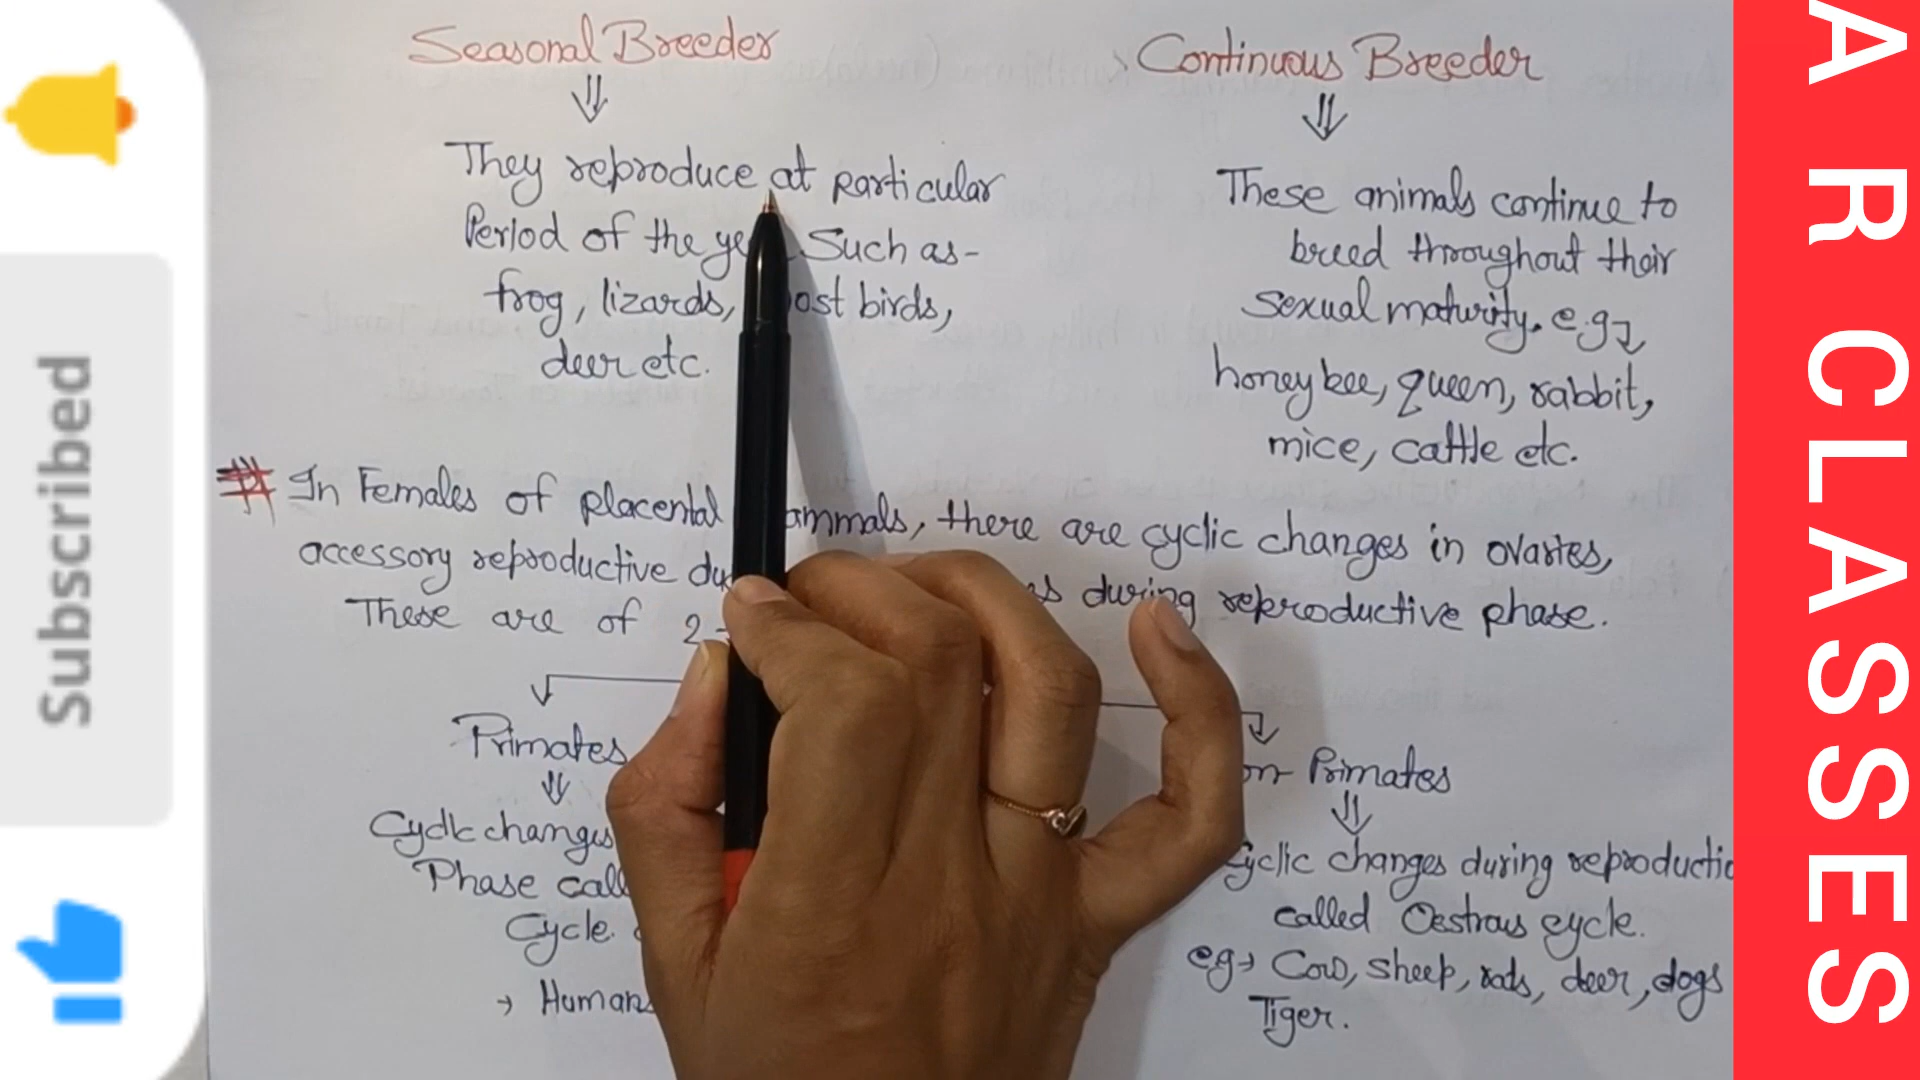 Seasonal Breeder
They reproduce at particular
Period of the Such as-
frog, lizards, birds,
deer etc.
Continuous Breeder
These animals continue to
breed throughout their
sexual maturity. e.g→
honey bee, queen, rabbit,
mice, cattle etc.
# In Females of placental there are cyclic changes in ovaries,
accessory reproductive during reproductive phase.
These are of 2
Primates
Cyclic changes
Phase
Cycle.
→ Humans
Primates
Cyclic changes during
called Oestrous cycle.
eg→ Cow, sheep, rats, deer, dogs
Tiger.
Subscribed
A R CLASSES